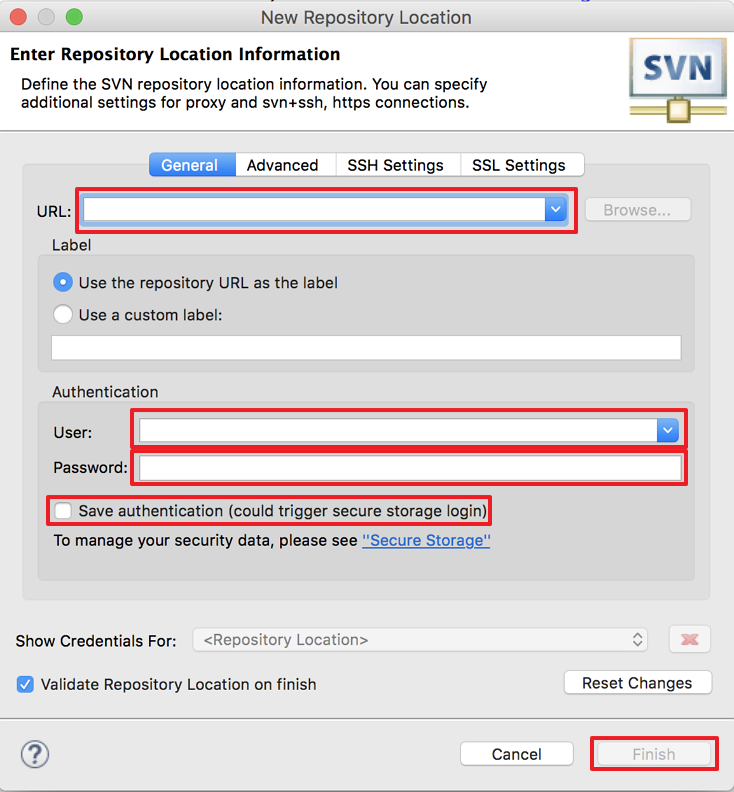 New Repository Location
Enter Repository Location Information
Define the SVN repository location information. You can specify
additional settings for proxy and svn+ssh, https connections.
SVN
General Advanced SSH Settings SSL Settings
URL: Browse...
Label
Use the repository URL as the label
Use a custom label:
Authentication
User:
Password:
Save authentication (could trigger secure storage login)
To manage your security data, please see "Secure Storage"
Show Credentials For: <Repository Location>
Validate Repository Location on finish Reset Changes
? Cancel Finish